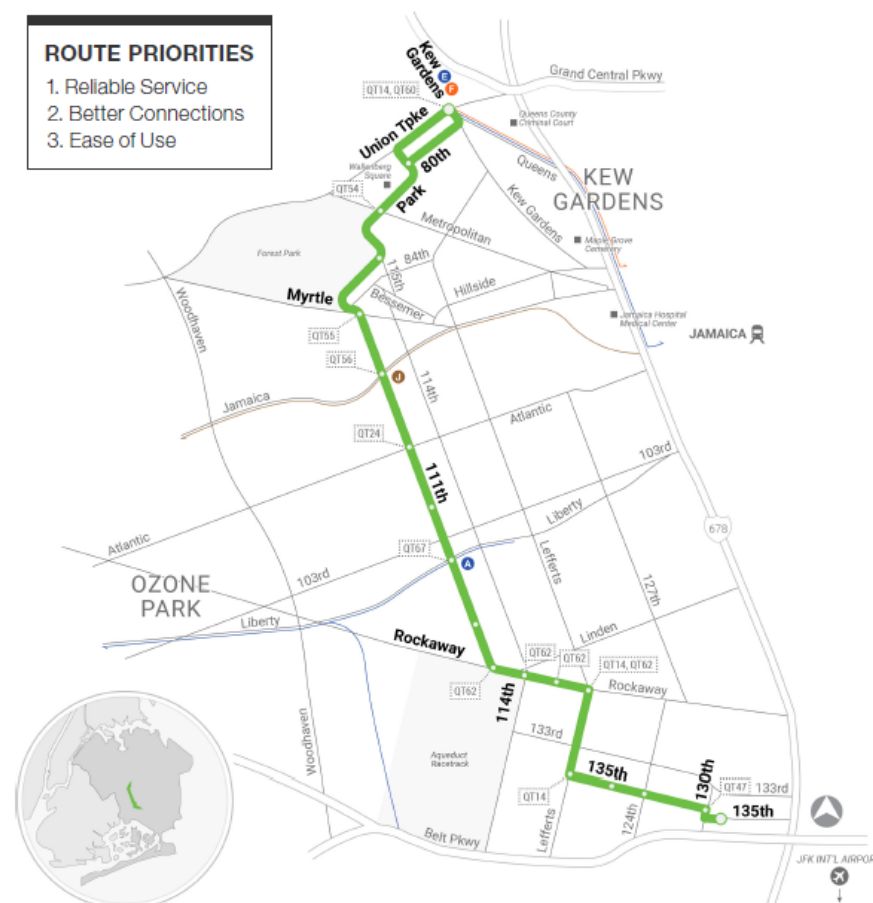 ROUTE PRIORITIES
1. Reliable Service
2. Better Connections
3. Ease of Use
Kew
Gardens
E
F
QT14, QT60
Grand Central Pkwy
Queens County
Criminal Court
Union Tpke
80th
Queens
KEW
GARDENS
Wallenberg
Square
QT54
Park
Kew Gardens
Metropolitan
Maple Grove
Cemetery
Forest Park
84th
115th
Hillside
Myrtle
Bessemer
Woodhaven
Jamaica Hospital
Medical Center
JAMAICA
QT55
QT56
J
114th
Jamaica
Atlantic
QT24
103rd
111th
Liberty
678
Atlantic
QT67
A
Lefferts
OZONE
PARK
103rd
127th
Liberty
Linden
Rockaway
QT62
QT62
QT14, QT62
QT62
114th
Rockaway
Woodhaven
133rd
Aqueduct
Racetrack
135th
130th
QT14
QT47
133rd
135th
124th
Lefferts
Belt Pkwy
JFK INT'L AIRPORT